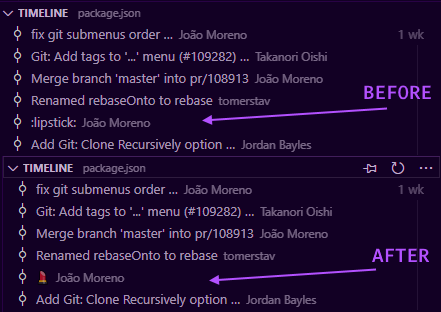 TIMELINE package.json
fix git submenus order ... João Moreno 1 wk
Git: Add tags to '...' menu (#109282) ... Takanori Oishi
Merge branch 'master' into pr/108913 João Moreno
Renamed rebaseOnto to rebase tomerstav
BEFORE
:lipstick: João Moreno
Add Git: Clone Recursively option ... Jordan Bayles
TIMELINE package.json ...
fix git submenus order ... João Moreno 1 wk
Git: Add tags to '...' menu (#109282) ... Takanori Oishi
Merge branch 'master' into pr/108913 João Moreno
Renamed rebaseOnto to rebase tomerstav
AFTER
💄 João Moreno
Add Git: Clone Recursively option ... Jordan Bayles